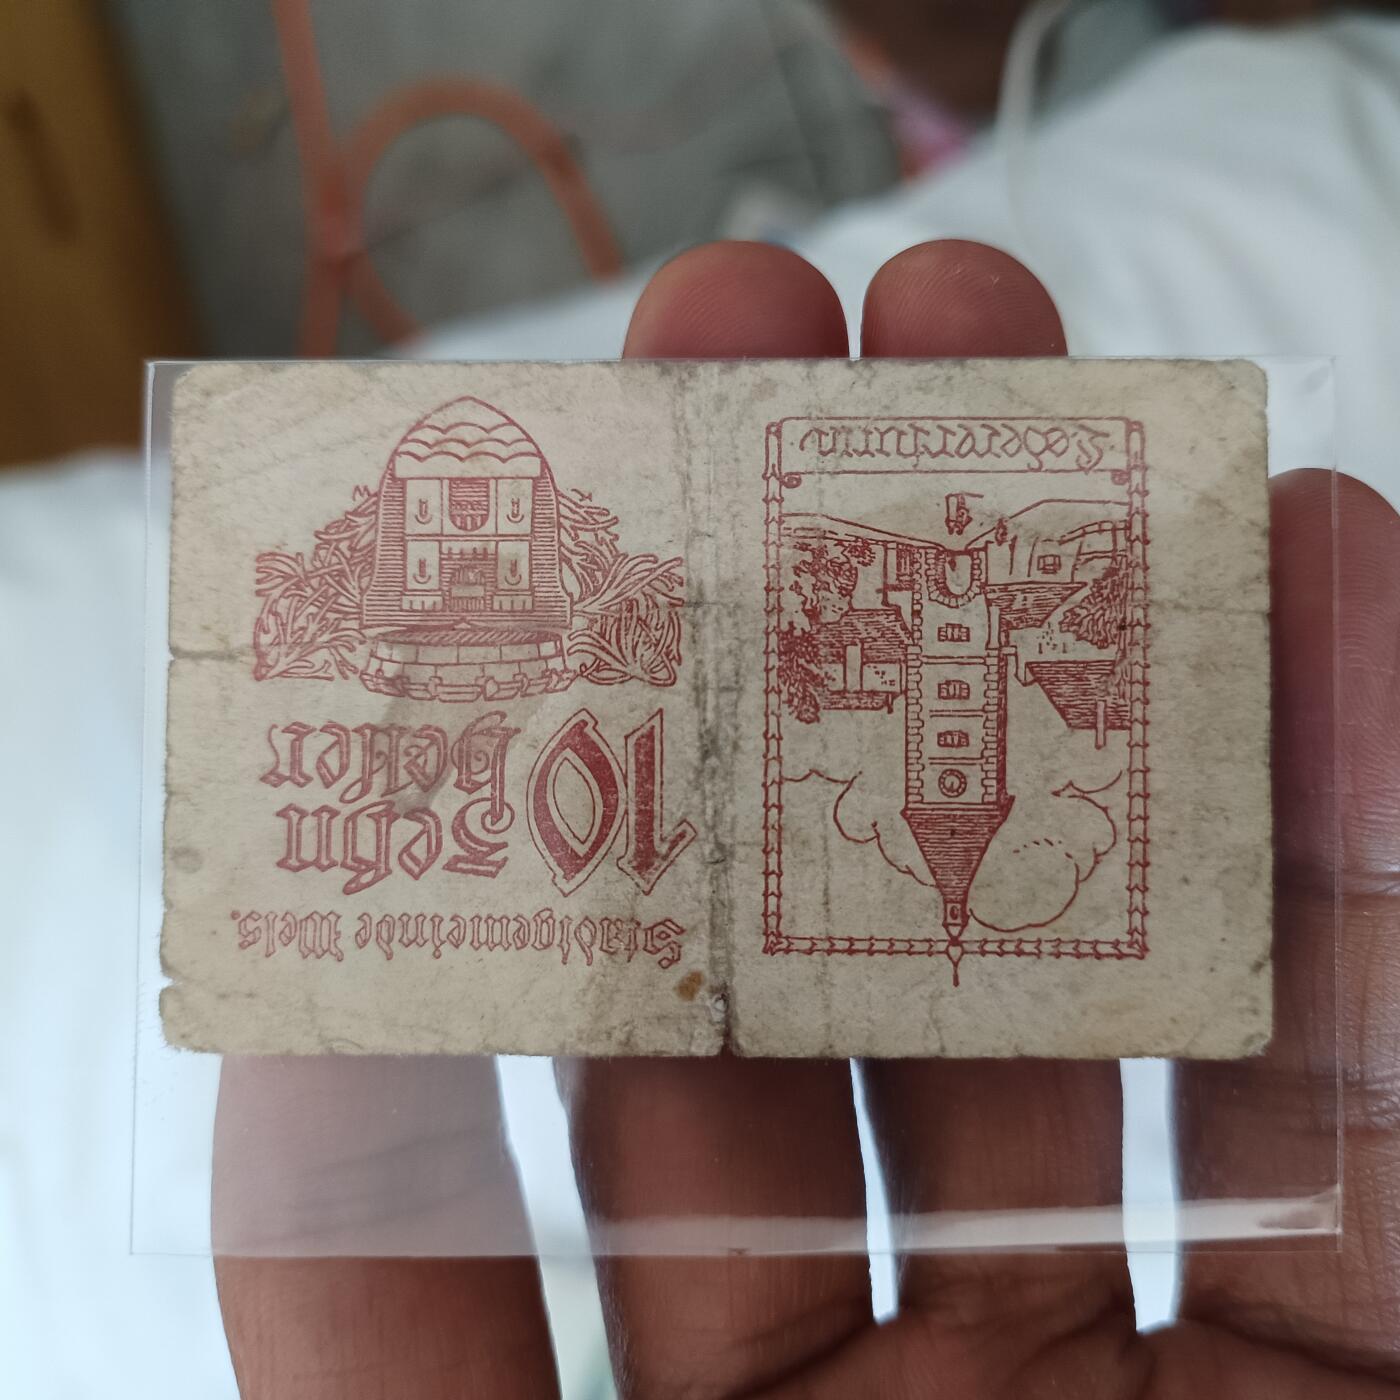 Ledererturm
Stadtgemeinde Wels.
10 Zehn
Heller